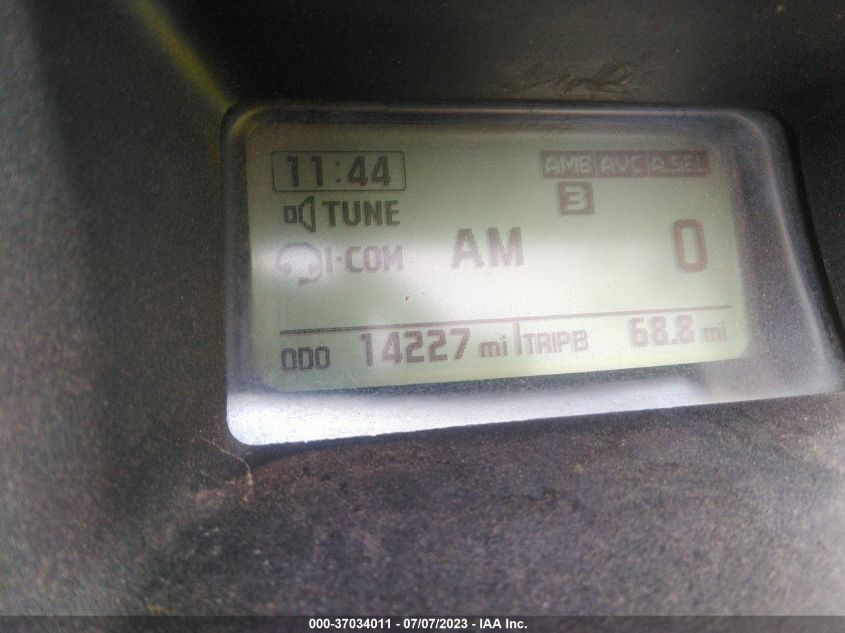 11:44 AMB AVC A.SEL
TUNE 3
I-COM AM 0
ODO 14227 mi TRIP B 68.8 mi
000-37034011 - 07/07/2023 - IAA Inc.